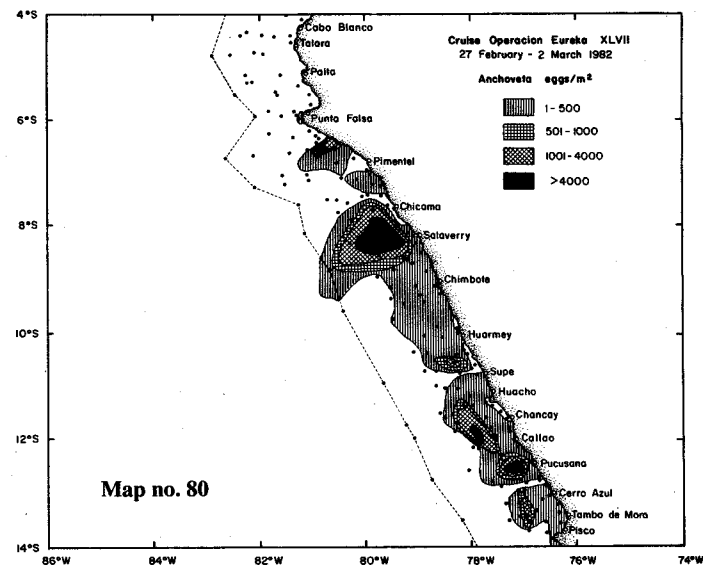 4°S
6°S
8°S
10°S
12°S
14°S
86°W
84°W
82°W
80°W
78°W
76°W
74°W
Cruise Operacion Eureka XLVII
27 February - 2 March 1982
Anchoveta eggs/m²
1-500
501-1000
1001-4000
>4000
Cabo Blanco
Talara
Paita
Punta Falsa
Pimentel
Chicama
Salaverry
Chimbote
Huarmey
Supe
Huacho
Chancay
Callao
Pucusana
Cerro Azul
Tambo de Mora
Pisco
Map no. 80